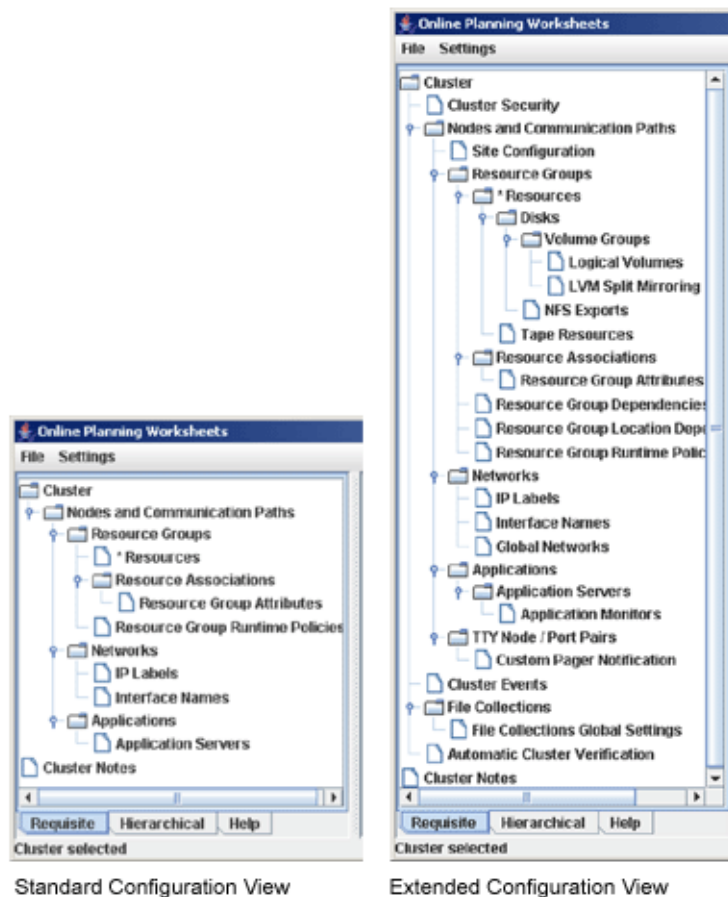 Online Planning Worksheets
File Settings
Cluster
Nodes and Communication Paths
Resource Groups
* Resources
Resource Associations
Resource Group Attributes
Resource Group Runtime Policies
Networks
IP Labels
Interface Names
Applications
Application Servers
Cluster Notes
Requisite Hierarchical Help
Cluster selected
Standard Configuration View
Online Planning Worksheets
File Settings
Cluster
Cluster Security
Nodes and Communication Paths
Site Configuration
Resource Groups
* Resources
Disks
Volume Groups
Logical Volumes
LVM Split Mirroring
NFS Exports
Tape Resources
Resource Associations
Resource Group Attributes
Resource Group Dependencies
Resource Group Location Depe
Resource Group Runtime Polic
Networks
IP Labels
Interface Names
Global Networks
Applications
Application Servers
Application Monitors
TTY Node / Port Pairs
Custom Pager Notification
Cluster Events
File Collections
File Collections Global Settings
Automatic Cluster Verification
Cluster Notes
Requisite Hierarchical Help
Cluster selected
Extended Configuration View